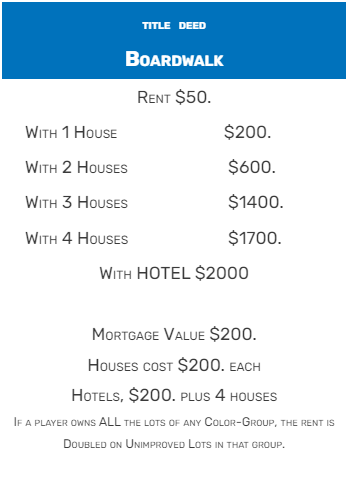 TITLE DEED
BOARDWALK
RENT $50.
WITH 1 HOUSE $200.
WITH 2 HOUSES $600.
WITH 3 HOUSES $1400.
WITH 4 HOUSES $1700.
WITH HOTEL $2000
MORTGAGE VALUE $200.
HOUSES COST $200. EACH
HOTELS, $200. PLUS 4 HOUSES
IF A PLAYER OWNS ALL THE LOTS OF ANY COLOR-GROUP, THE RENT IS
DOUBLED ON UNIMPROVED LOTS IN THAT GROUP.